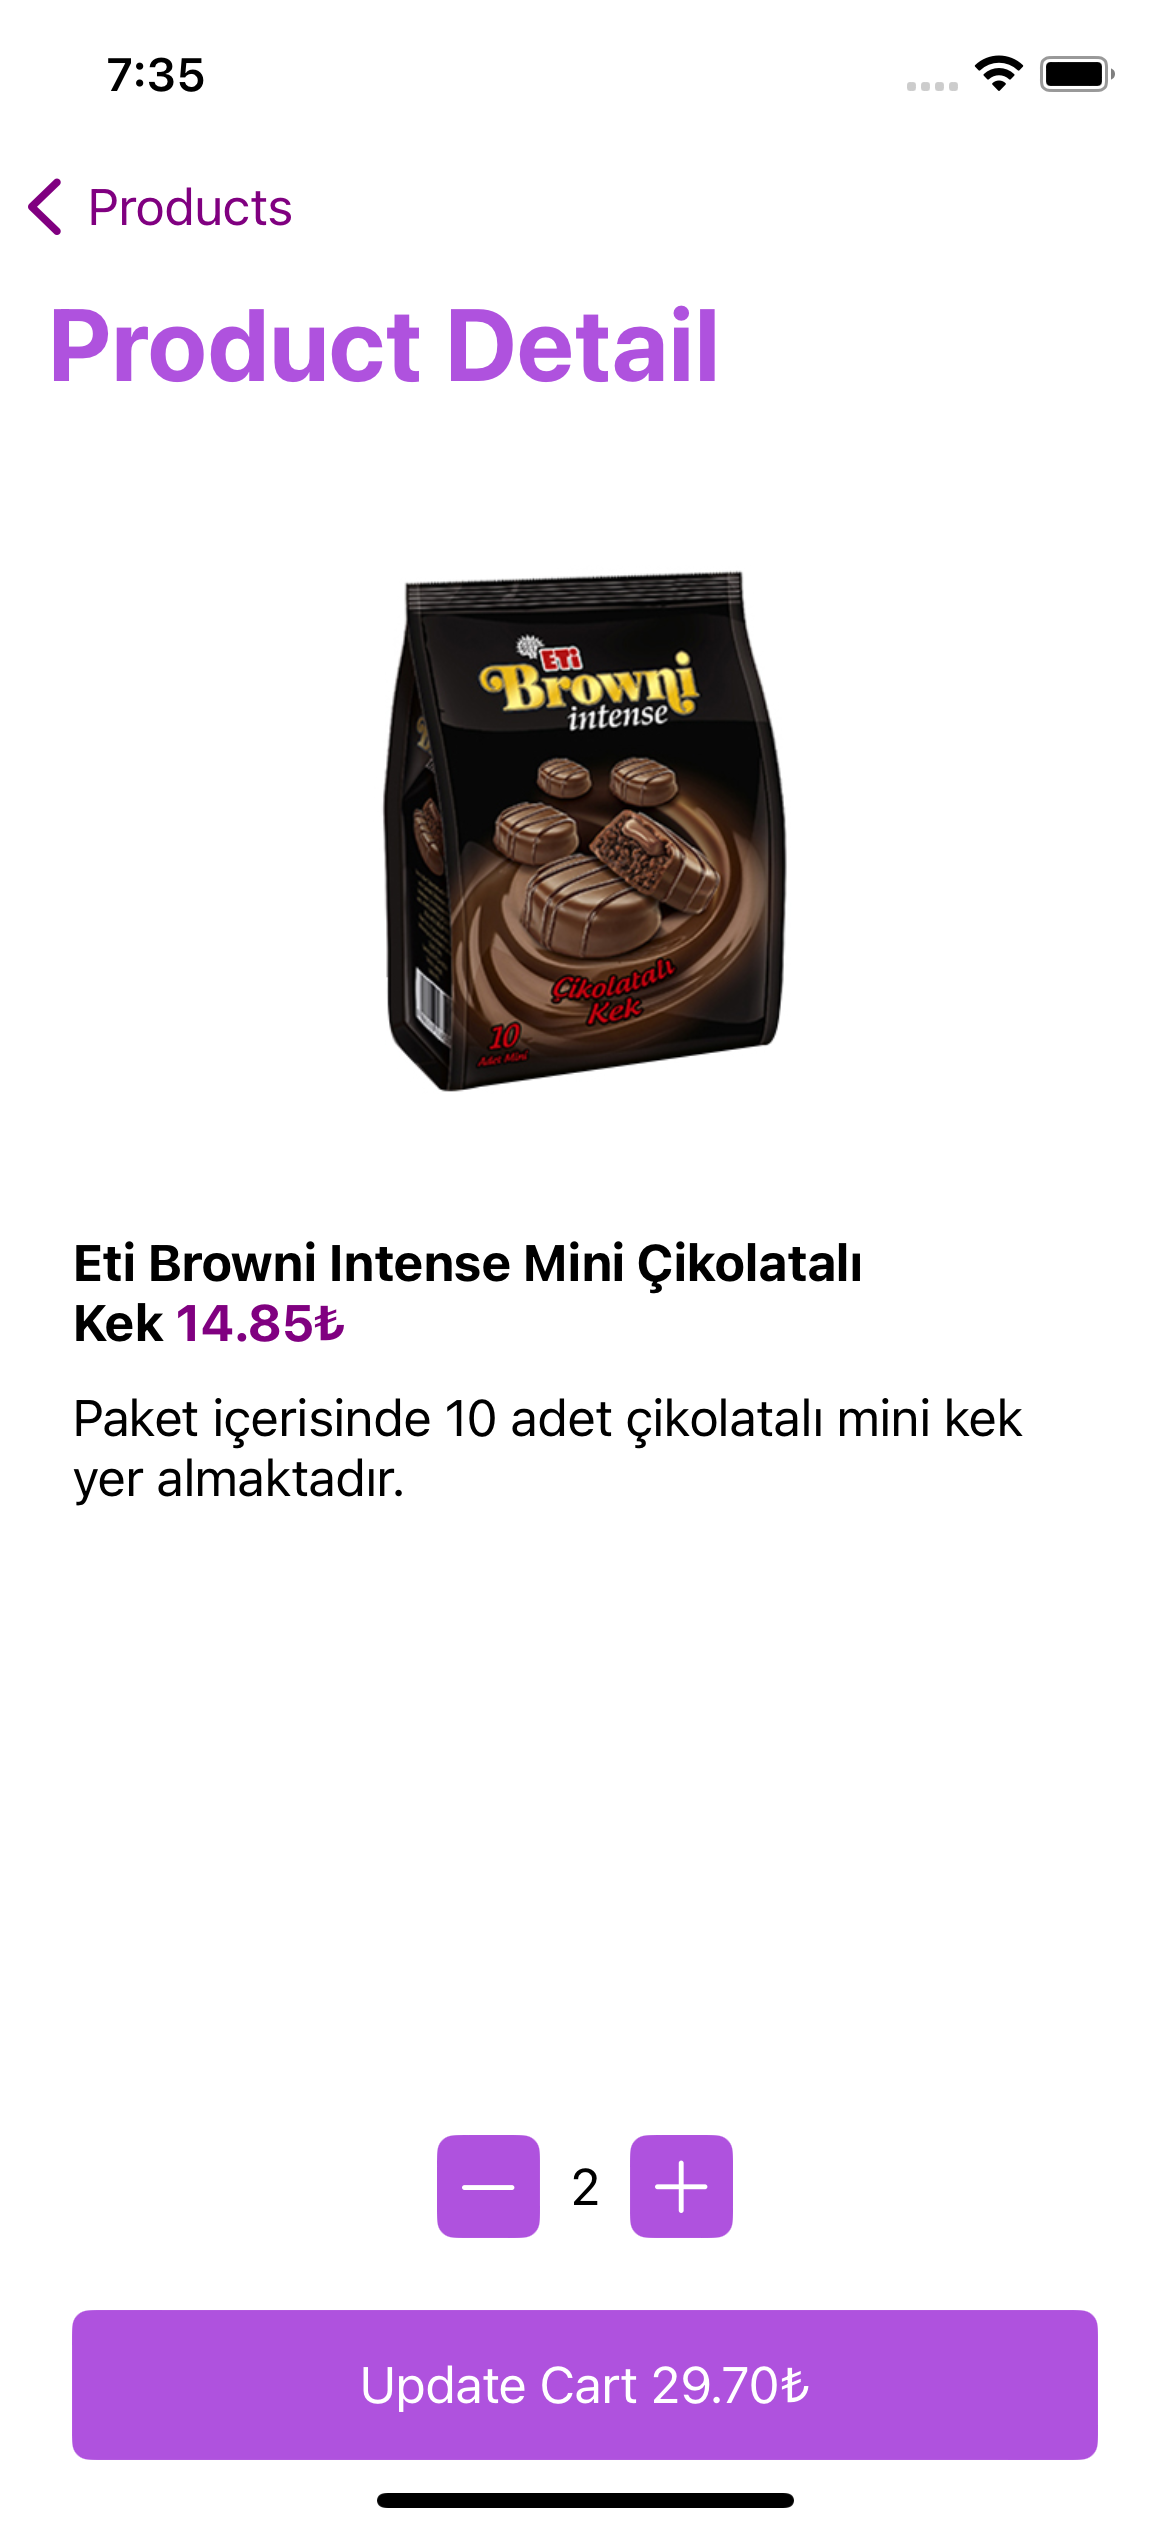 7:35
Products
Product Detail
ETi
Browni
intense
Çikolatalı
Kek
10
Adet Mini
Eti Browni Intense Mini Çikolatalı
Kek 14.85₺
Paket içerisinde 10 adet çikolatalı mini kek
yer almaktadır.
2
Update Cart 29.70₺